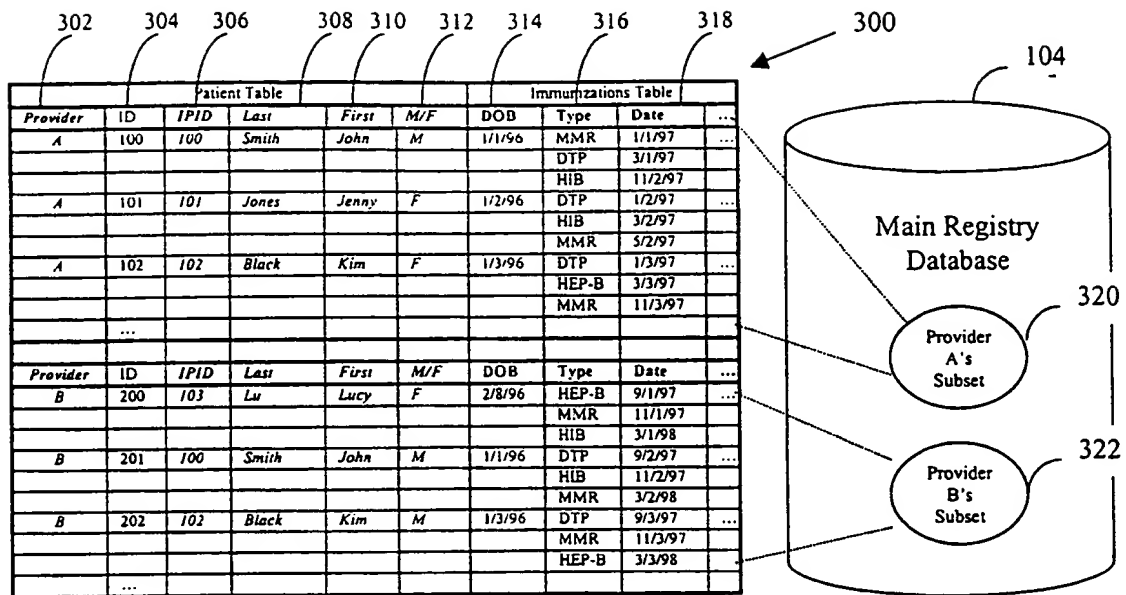 302 304 306 308 310 312 314 316 318 300
104
Patient Table Immunizations Table
Provider ID IPID Last First M/F DOB Type Date ...
A 100 100 Smith John M 1/1/96 MMR 1/1/97 ...
DTP 3/1/97
HIB 11/2/97
A 101 101 Jones Jenny F 1/2/96 DTP 1/2/97 ...
HIB 3/2/97
MMR 5/2/97
A 102 102 Black Kim F 1/3/96 DTP 1/3/97 ...
HEP-B 3/3/97
MMR 11/3/97
...
Provider ID IPID Last First M/F DOB Type Date ...
B 200 103 Lu Lucy F 2/8/96 HEP-B 9/1/97 ...
MMR 11/1/97
HIB 3/1/98
B 201 100 Smith John M 1/1/96 DTP 9/2/97 ...
HIB 11/2/97
MMR 3/2/98
B 202 102 Black Kim M 1/3/96 DTP 9/3/97 ...
MMR 11/3/97
HEP-B 3/3/98
...
Main Registry
Database
320
Provider
A's
Subset
322
Provider
B's
Subset